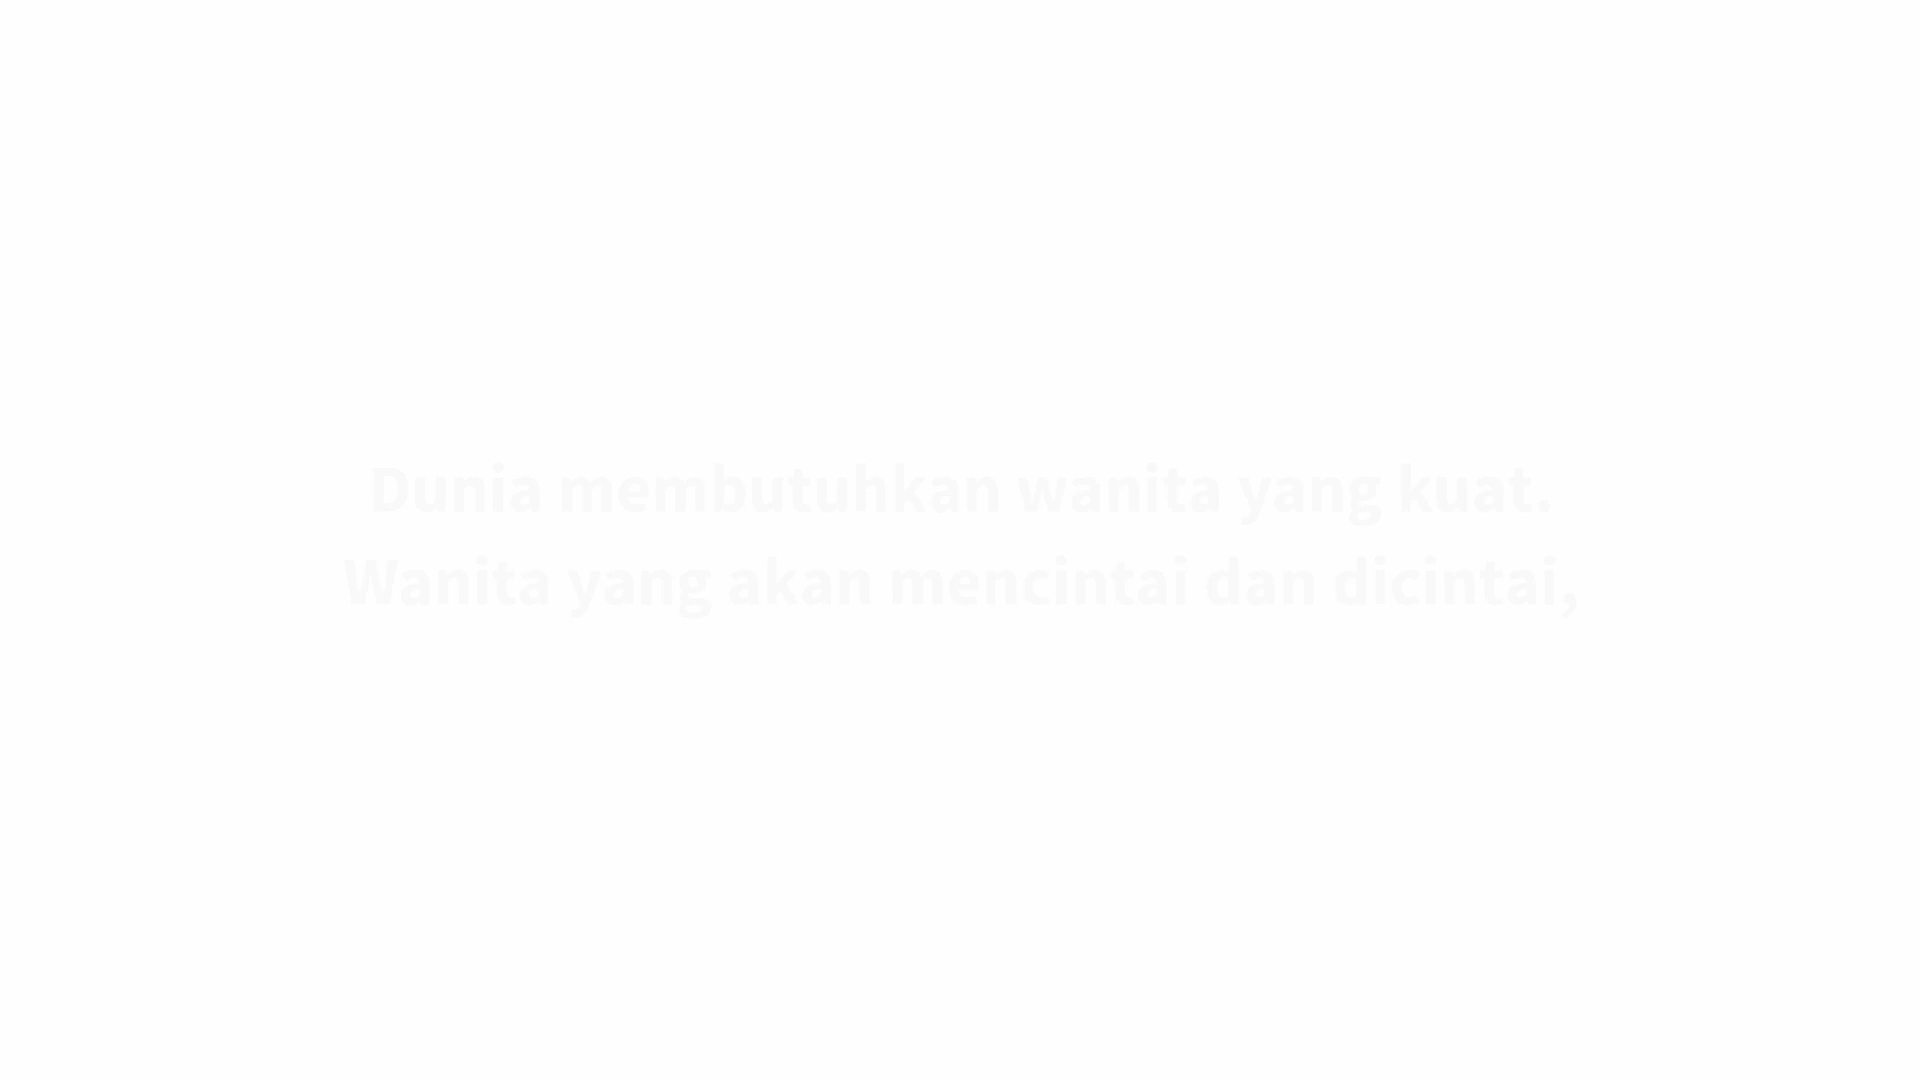 Dunia membutuhkan wanita yang kuat.
Wanita yang akan mencintai dan dicintai,